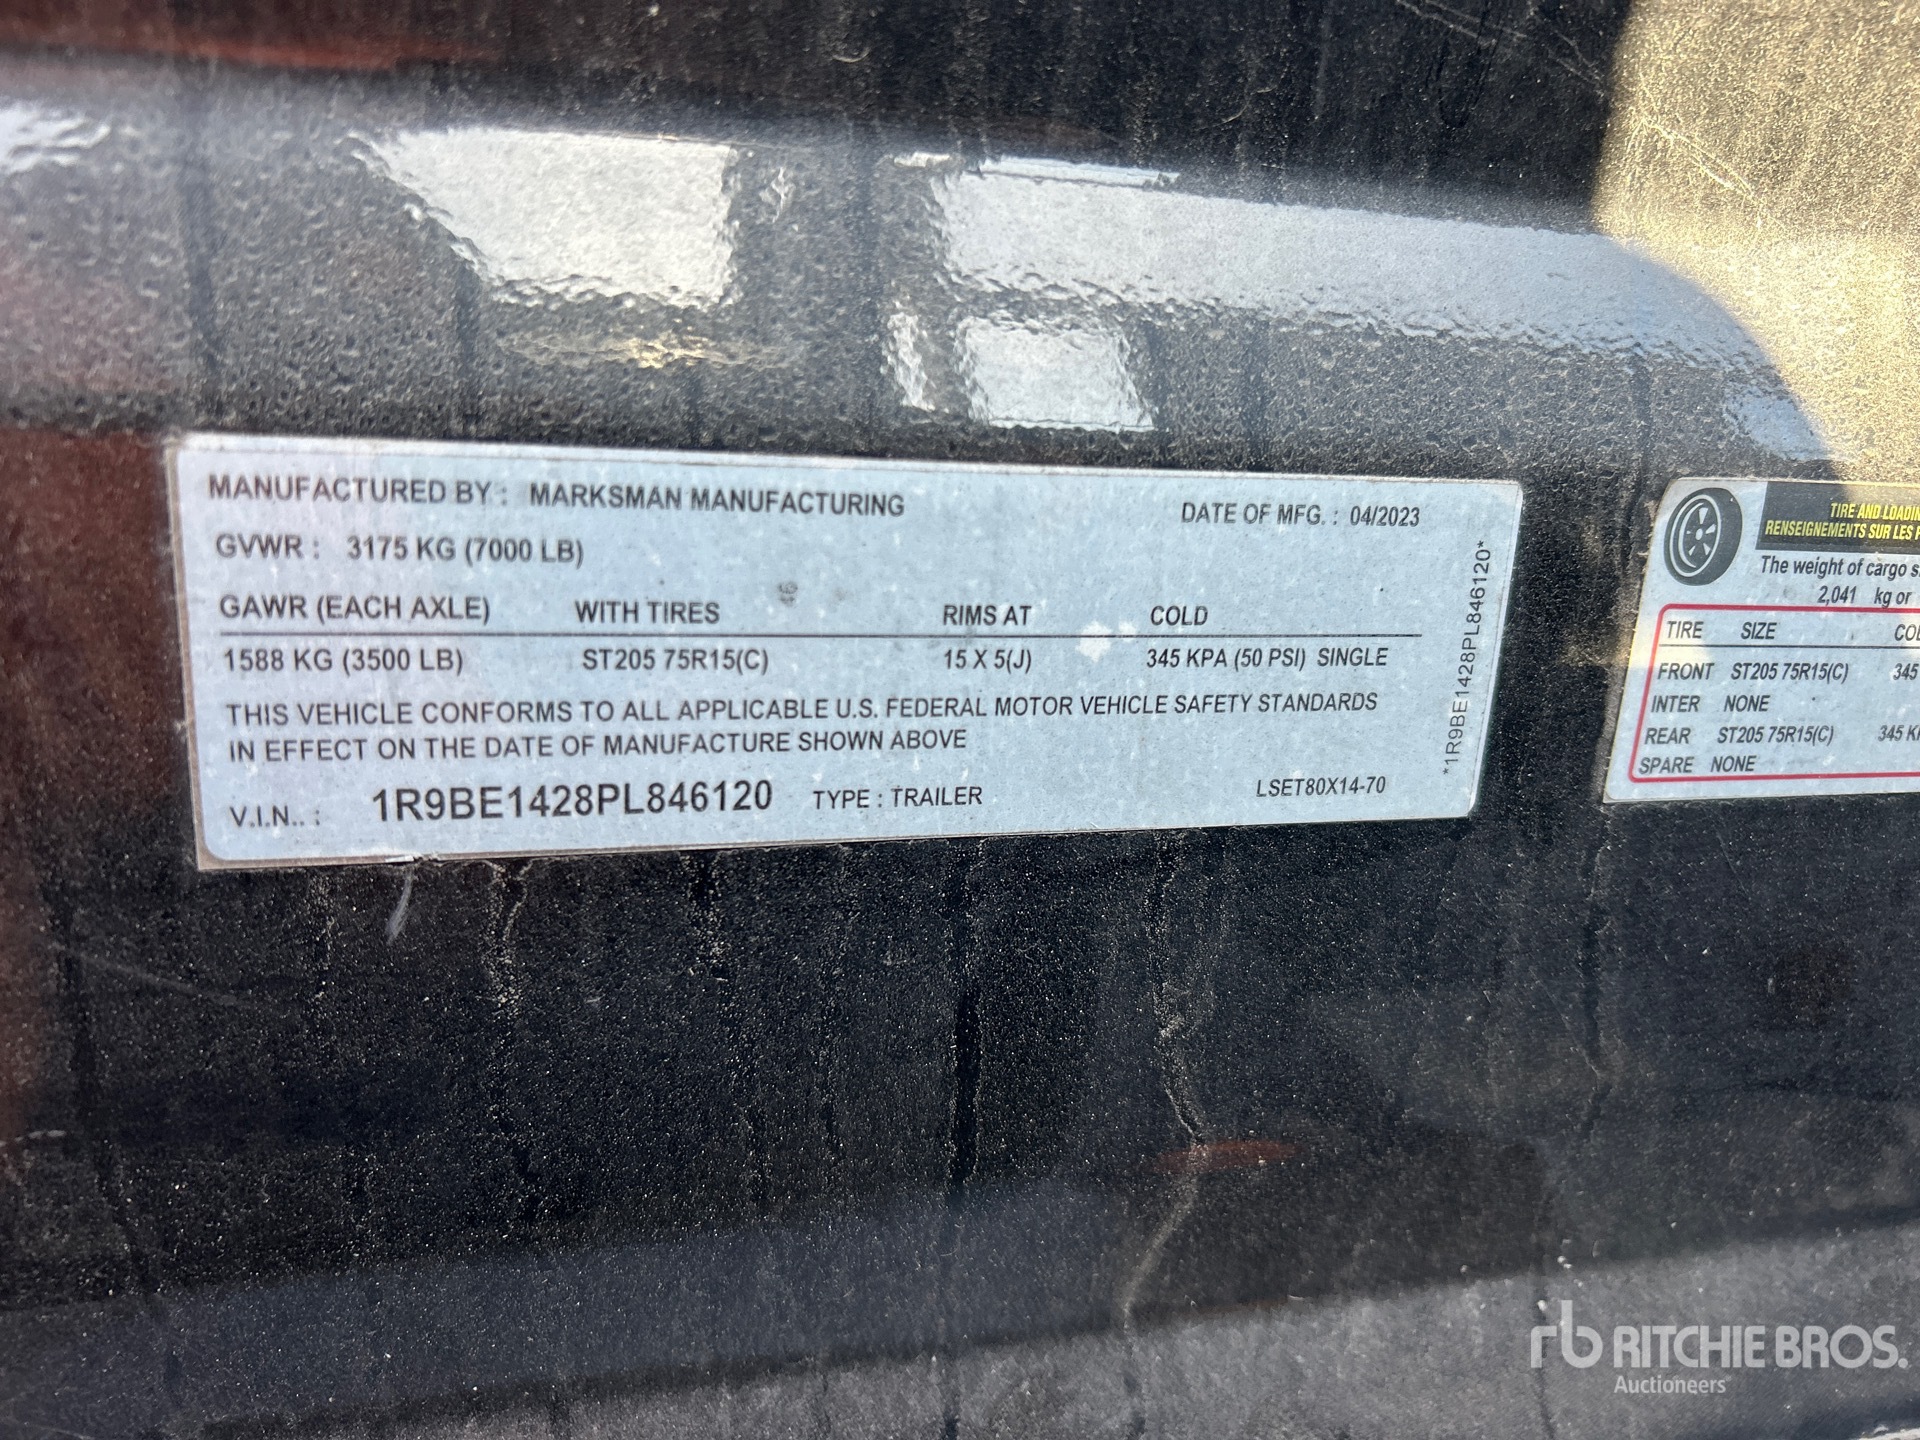 MANUFACTURED BY : MARKSMAN MANUFACTURING DATE OF MFG. : 04/2023
GVWR : 3175 KG (7000 LB)
GAWR (EACH AXLE) WITH TIRES RIMS AT COLD
1588 KG (3500 LB) ST205 75R15(C) 15 X 5(J) 345 KPA (50 PSI) SINGLE
THIS VEHICLE CONFORMS TO ALL APPLICABLE U.S. FEDERAL MOTOR VEHICLE SAFETY STANDARDS
IN EFFECT ON THE DATE OF MANUFACTURE SHOWN ABOVE
V.I.N.. : 1R9BE1428PL846120 TYPE : TRAILER LSET80X14-70
*1R9BE1428PL846120*
TIRE AND
RENSEIGNEMENTS SUR LES
The weight of cargo
2,041 kg or
TIRE SIZE
FRONT ST205 75R15(C) 345
INTER NONE
REAR ST205 75R15(C) 345
SPARE NONE
rb RITCHIE BROS.
Auctioneers